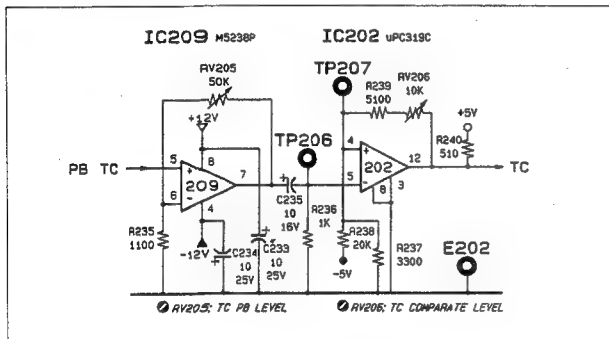 IC209 M5238P
IC202 uPC319C
RV205
50K
TP207
R239
5100
RV206
10K
+12V
+5V
TP206
R240
510
PB TC
5
+
8
209
6
-
4
7
C235
+
10
16V
4
+
202
5
-
8
3
12
TC
R235
1100
-12V
C234
10
25V
+
C233
10
25V
+
R236
1K
R238
20K
-5V
R237
3300
E202
RV205; TC PB LEVEL
RV206; TC COMPARATE LEVEL